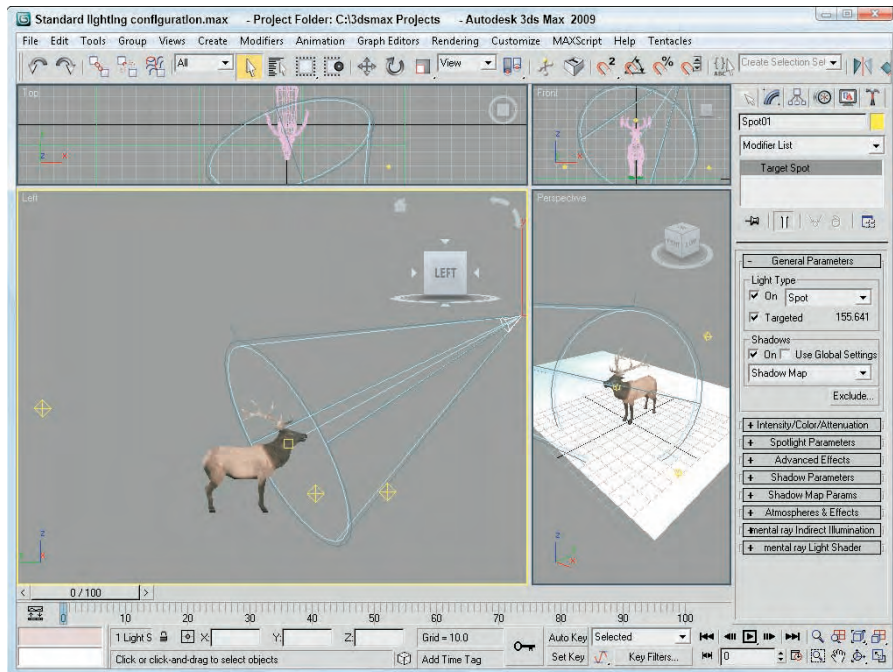 Standard lighting configuration.max - Project Folder: C:\3dsmax Projects - Autodesk 3ds Max 2009
File Edit Tools Group Views Create Modifiers Animation Graph Editors Rendering Customize MAXScript Help Tentacles
All
View
Create Selection Set
Top
Front
Spot01
Modifier List
Target Spot
Left
Perspective
LEFT
General Parameters
Light Type
On Spot
Targeted 155.641
Shadows
On Use Global Settings
Shadow Map
Exclude...
Intensity/Color/Attenuation
Spotlight Parameters
Advanced Effects
Shadow Parameters
Shadow Map Params
Atmospheres & Effects
mental ray Indirect Illumination
mental ray Light Shader
0 / 100
0 10 20 30 40 50 60 70 80 90 100
1 Light S X: Y: Z: Grid = 10.0 Auto Key Selected
Click or click-and-drag to select objects Add Time Tag Set Key Key Filters... 0